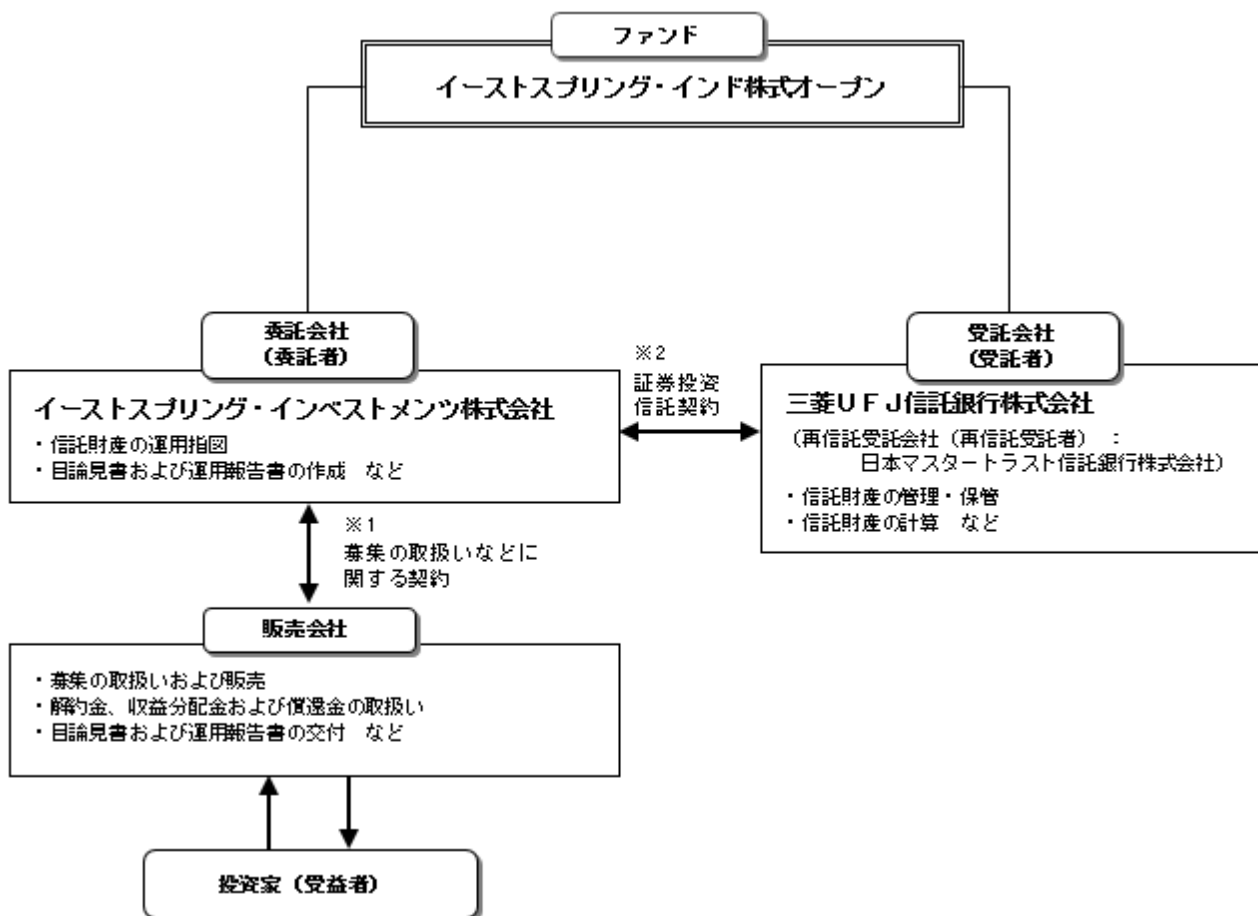 ファンド
イーストスプリング・インド株式オープン
委託会社
(委託者)
イーストスプリング・インベストメンツ株式会社
・信託財産の運用指図
・目論見書および運用報告書の作成　など
※2
証券投資
信託契約
受託会社
(受託者)
三菱ＵＦＪ信託銀行株式会社
（再信託受託会社（再信託受託者）　：
日本マスタートラスト信託銀行株式会社）
・信託財産の管理・保管
・信託財産の計算　など
※1
募集の取扱いなどに
関する契約
販売会社
・募集の取扱いおよび販売
・解約金、収益分配金および償還金の取扱い
・目論見書および運用報告書の交付　など
投資家（受益者）